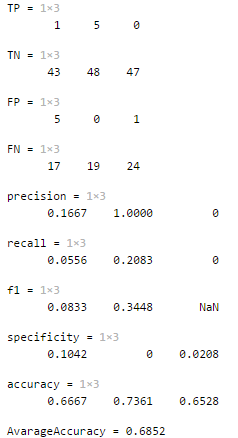 TP = 1×3
1 5 0
TN = 1×3
43 48 47
FP = 1×3
5 0 1
FN = 1×3
17 19 24
precision = 1×3
0.1667 1.0000 0
recall = 1×3
0.0556 0.2083 0
f1 = 1×3
0.0833 0.3448 NaN
specificity = 1×3
0.1042 0 0.0208
accuracy = 1×3
0.6667 0.7361 0.6528
AvarageAccuracy = 0.6852